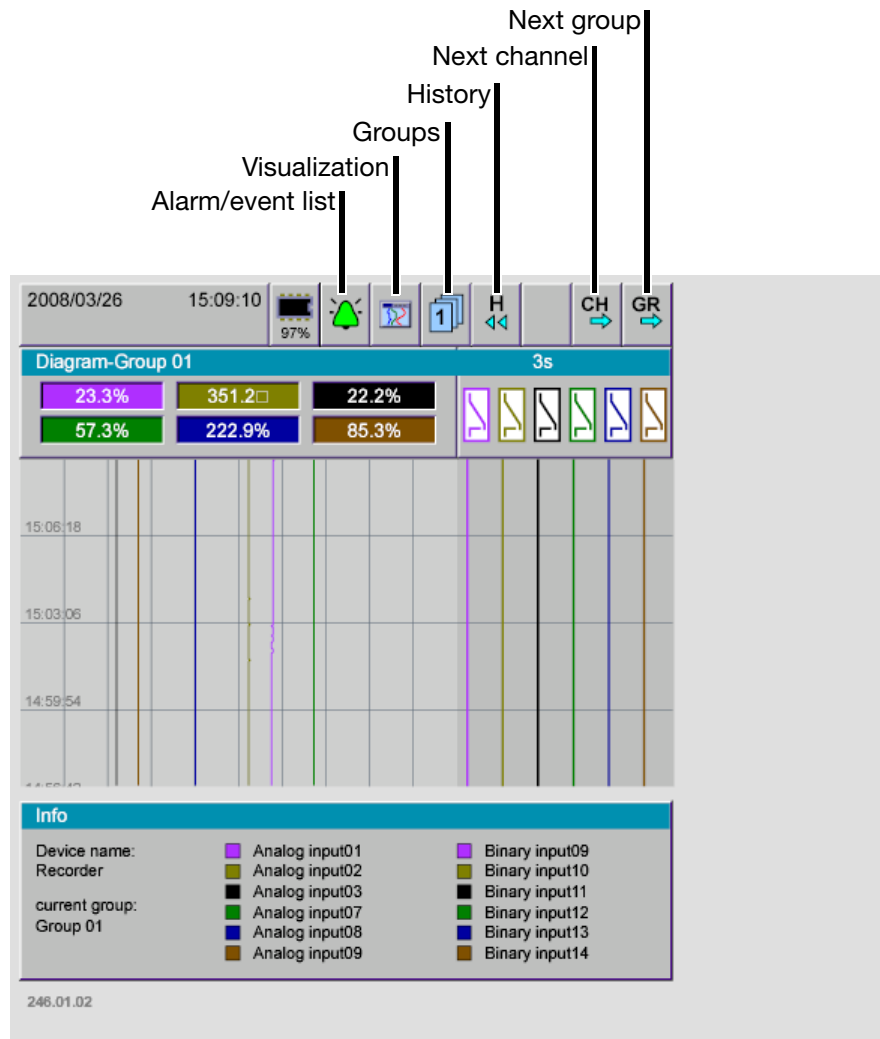 Next group
Next channel
History
Groups
Visualization
Alarm/event list
2008/03/26 15:09:10 97% 1 H CH GR
Diagram-Group 01 3s
23.3% 351.2□ 22.2%
57.3% 222.9% 85.3%
15:06:18
15:03:06
14:59:54
Info
Device name: Analog input01 Binary input09
Recorder Analog input02 Binary input10
Analog input03 Binary input11
current group: Analog input07 Binary input12
Group 01 Analog input08 Binary input13
Analog input09 Binary input14
246.01.02